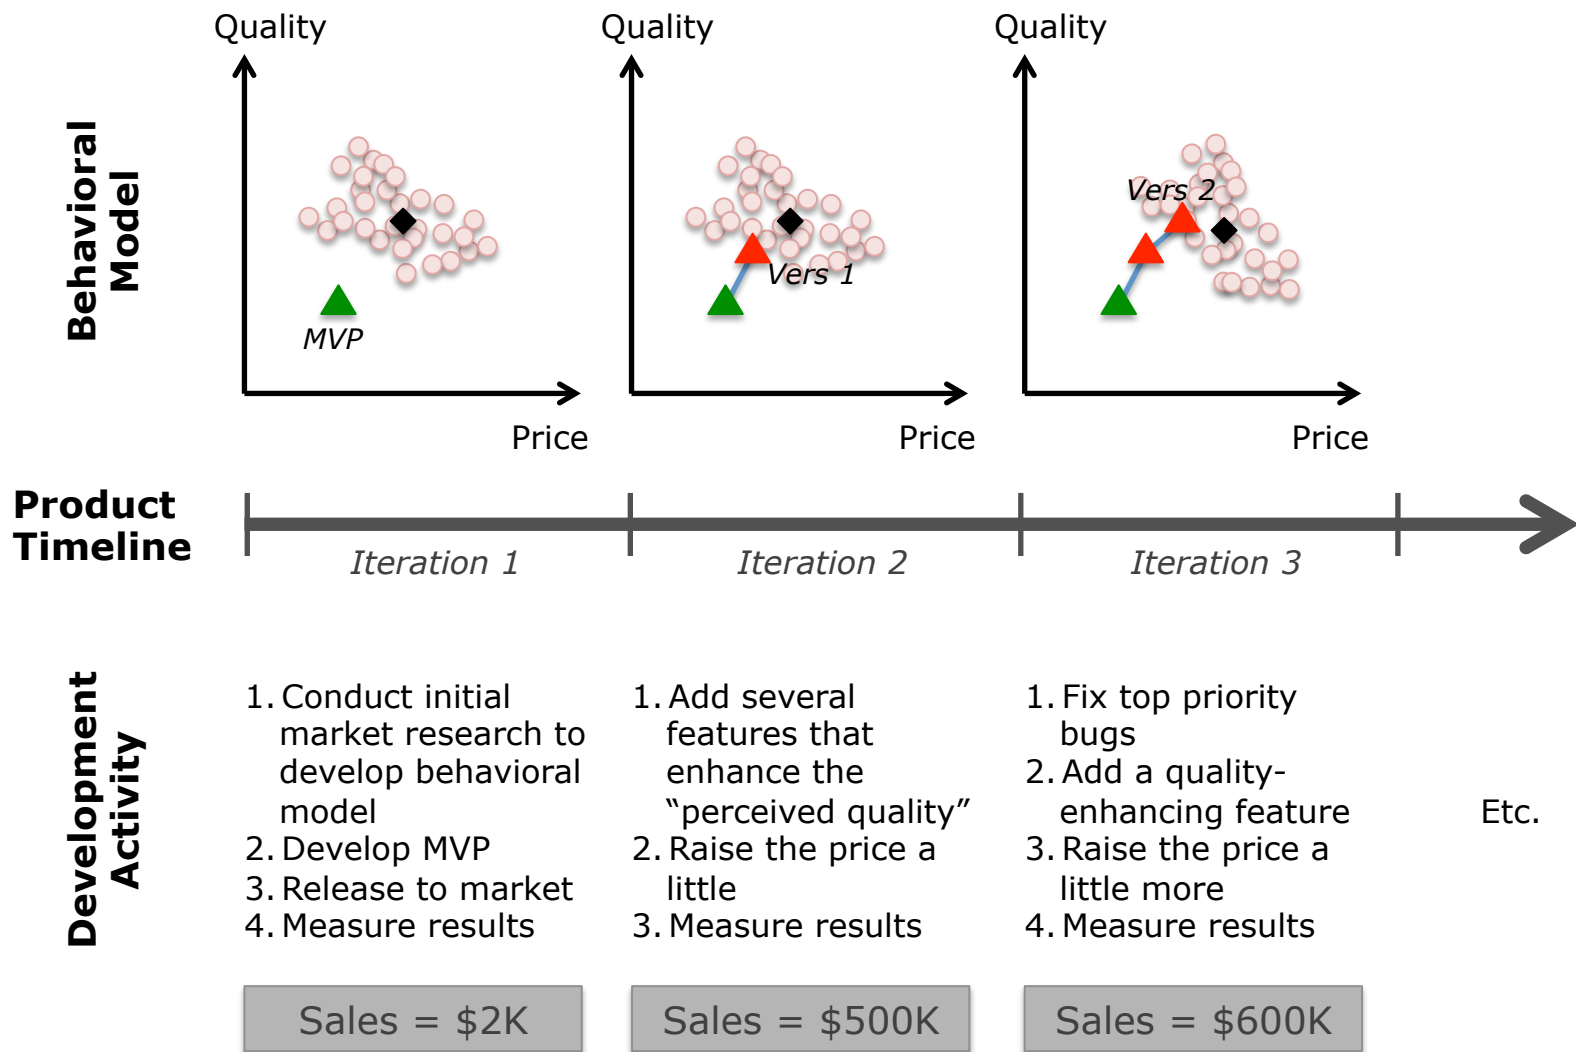 Quality
Quality
Quality
Behavioral
Model
MVP
Vers 1
Vers 2
Price
Price
Price
Product
Timeline
Iteration 1
Iteration 2
Iteration 3
Development
Activity
1. Conduct initial
market research to
develop behavioral
model
2. Develop MVP
3. Release to market
4. Measure results
1. Add several
features that
enhance the
“perceived quality”
2. Raise the price a
little
3. Measure results
1. Fix top priority
bugs
2. Add a quality-
enhancing feature
3. Raise the price a
little more
4. Measure results
Etc.
Sales = $2K
Sales = $500K
Sales = $600K